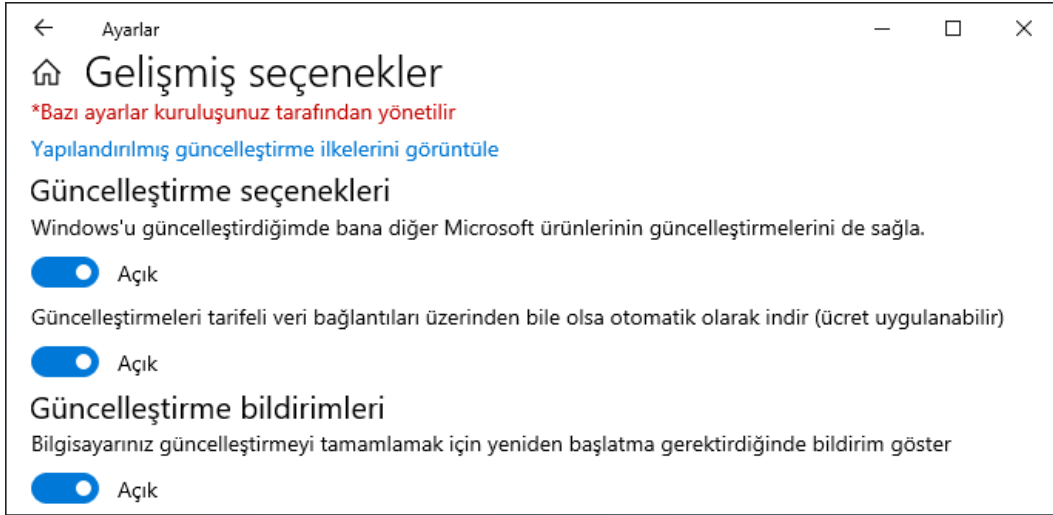 Ayarlar
Gelişmiş seçenekler
*Bazı ayarlar kuruluşunuz tarafından yönetilir
Yapılandırılmış güncelleştirme ilkelerini görüntüle
Güncelleştirme seçenekleri
Windows'u güncelleştirdiğimde bana diğer Microsoft ürünlerinin güncelleştirmelerini de sağla.
Açık
Güncelleştirmeleri tarifeli veri bağlantıları üzerinden bile olsa otomatik olarak indir (ücret uygulanabilir)
Açık
Güncelleştirme bildirimleri
Bilgisayarınız güncelleştirmeyi tamamlamak için yeniden başlatma gerektirdiğinde bildirim göster
Açık